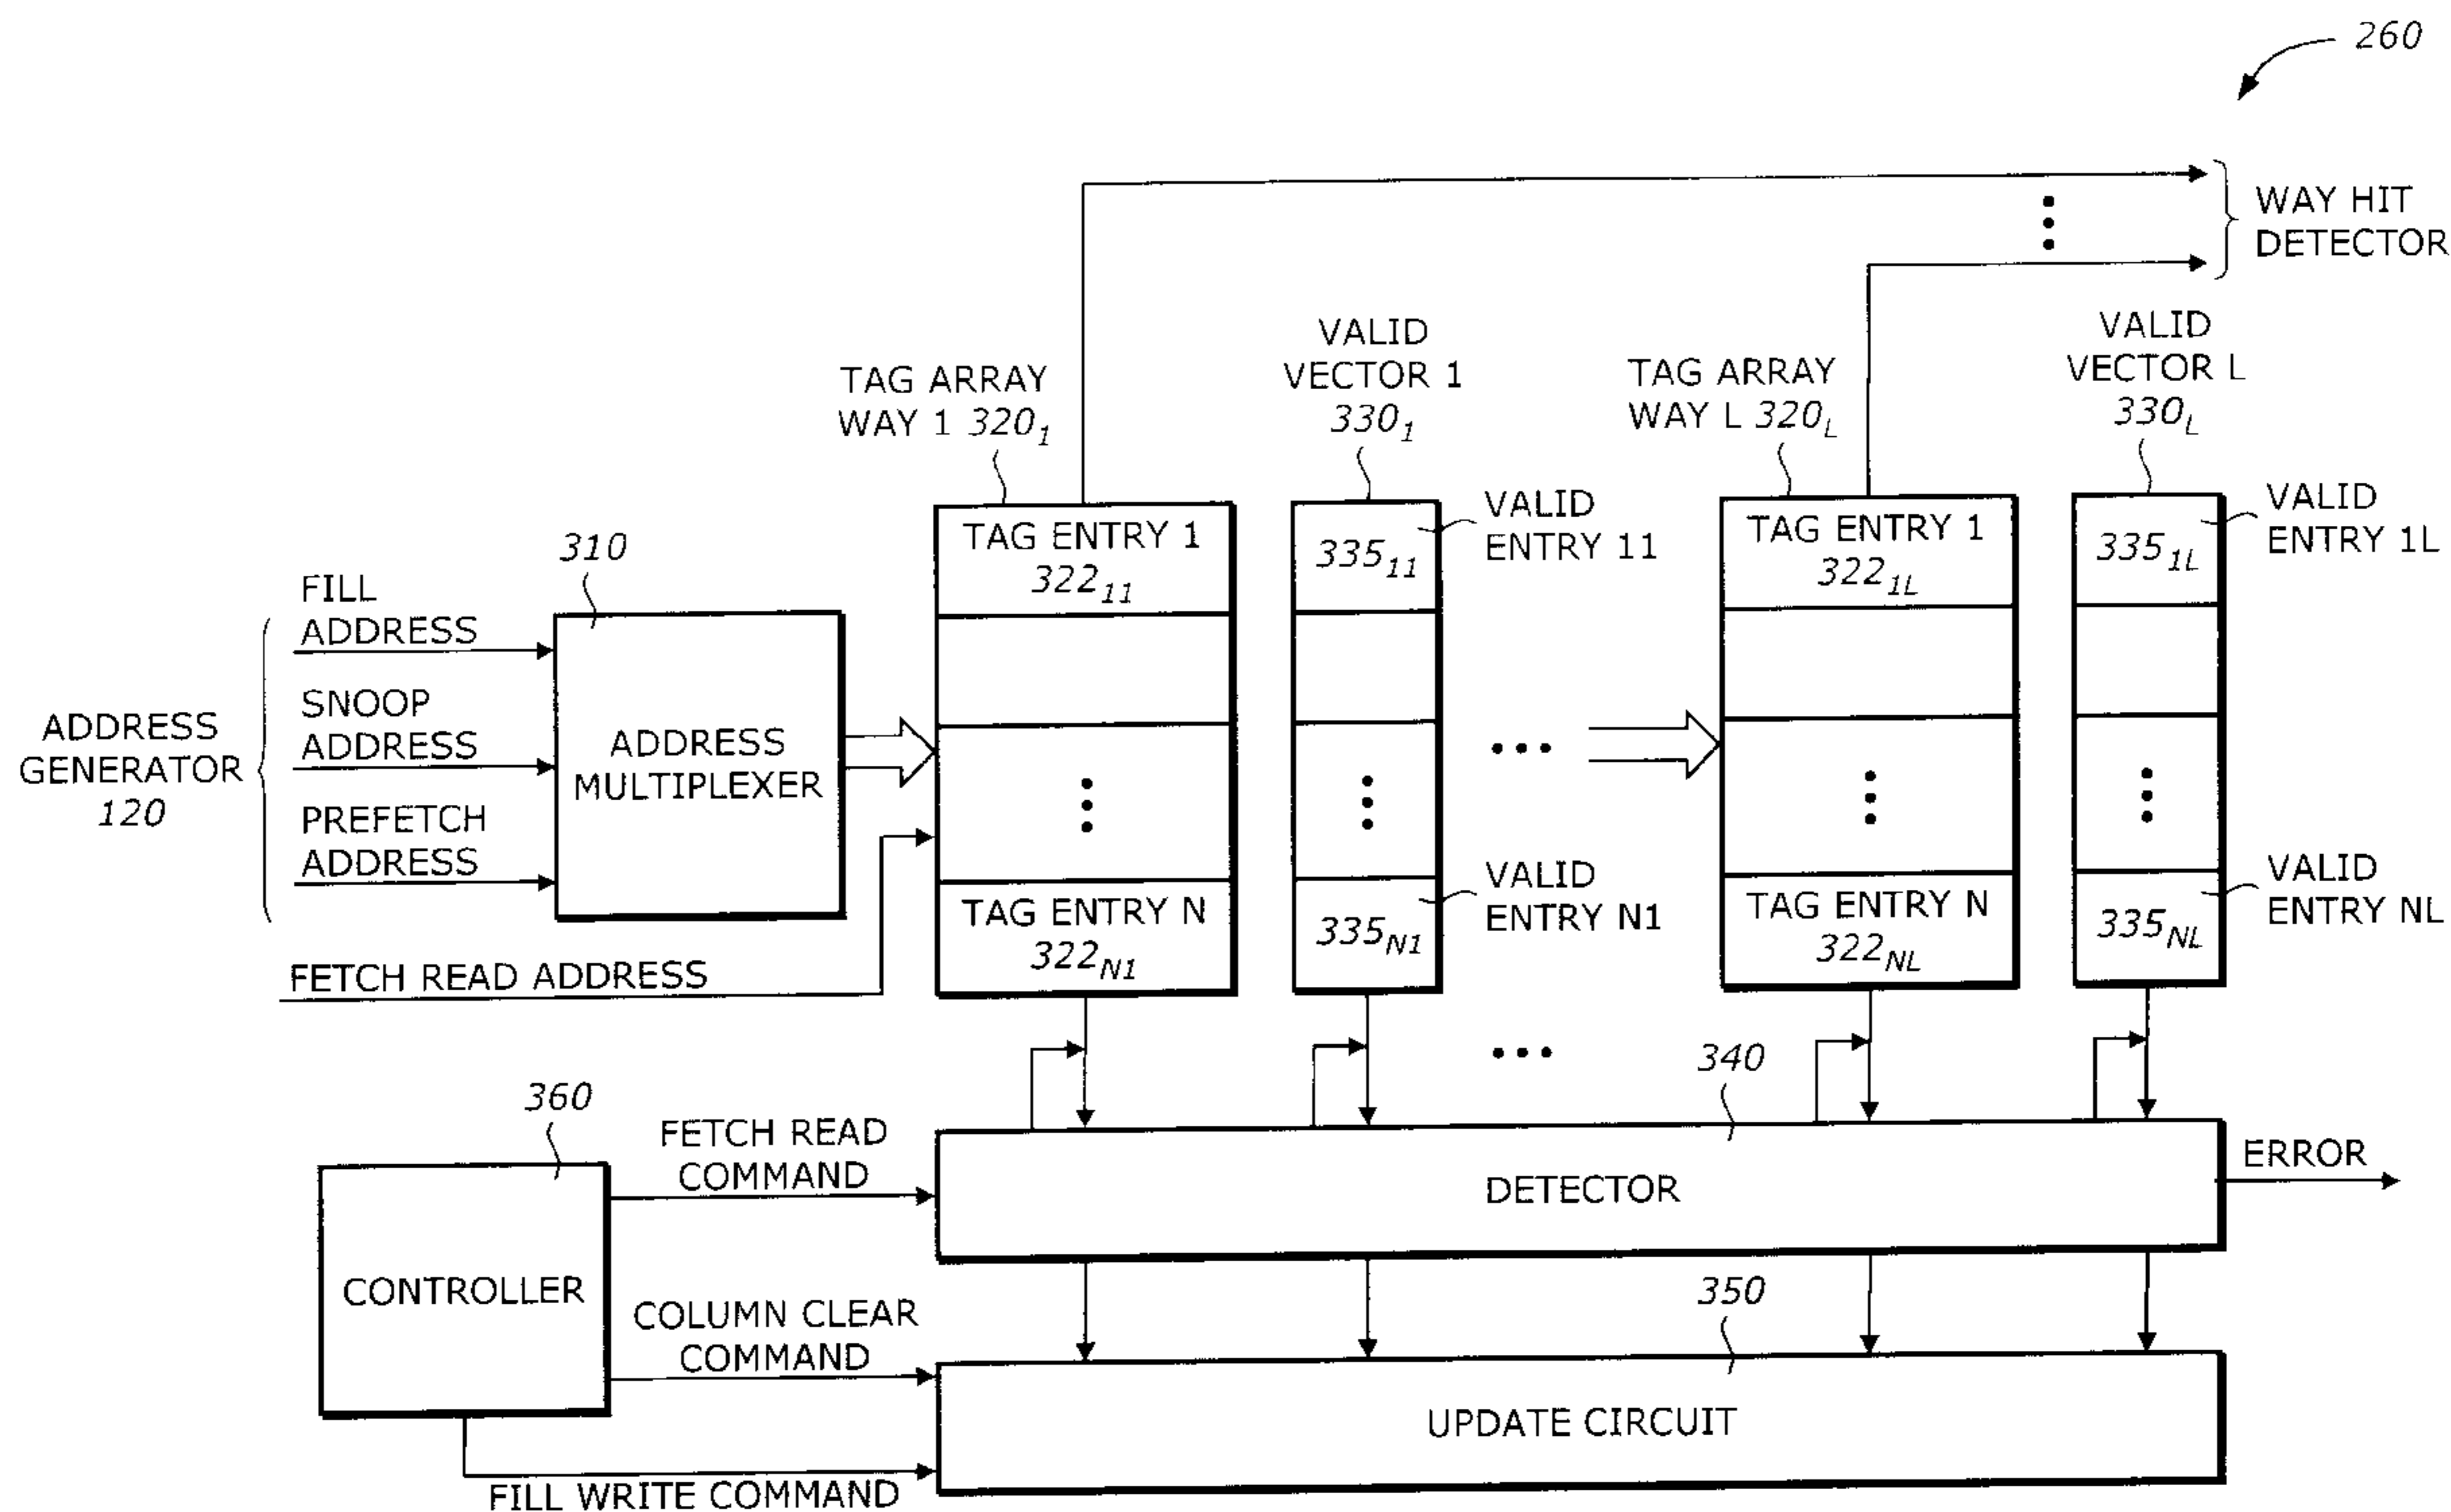 260
WAY HIT
DETECTOR
TAG ARRAY
WAY 1 320₁
VALID
VECTOR 1
330₁
TAG ARRAY
WAY L 320L
VALID
VECTOR L
330L
ADDRESS
GENERATOR
120
FILL
ADDRESS
SNOOP
ADDRESS
PREFETCH
ADDRESS
FETCH READ ADDRESS
310
ADDRESS
MULTIPLEXER
TAG ENTRY 1
322₁₁
TAG ENTRY N
322N1
335₁₁
VALID
ENTRY 11
335N1
VALID
ENTRY N1
TAG ENTRY 1
3221L
TAG ENTRY N
322NL
3351L
VALID
ENTRY 1L
335NL
VALID
ENTRY NL
360
CONTROLLER
FETCH READ
COMMAND
COLUMN CLEAR
COMMAND
FILL WRITE COMMAND
340
DETECTOR
ERROR
350
UPDATE CIRCUIT